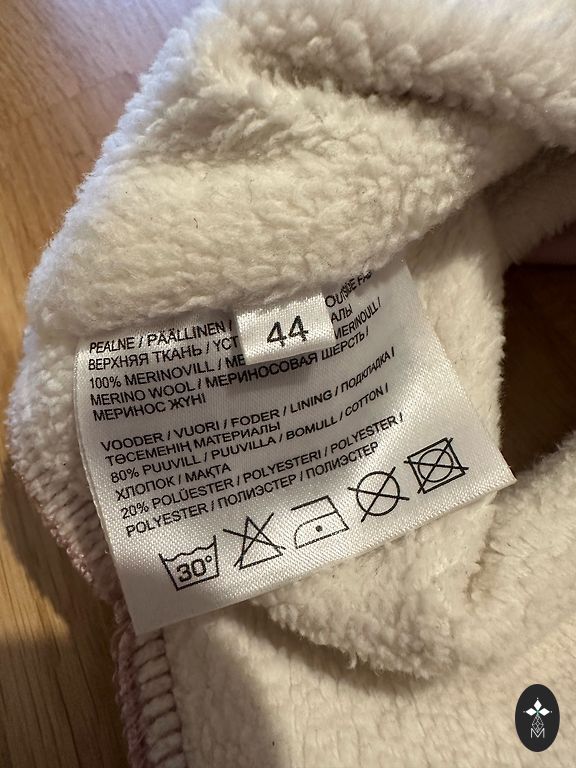 44
PEALNE / PÄÄLLINEN / OUTSIDE
ВЕРХНЯЯ ТКАНЬ /
100% MERINOVILL / MERINOULL /
MERINO WOOL / МЕРИНОСОВАЯ ШЕРСТЬ /
МЕРИНОС ЖҮНІ
VOODER / VUORI / FODER / LINING / ПОДКЛАДКА /
ТӨСЕМЕНІҢ МАТЕРИАЛЫ
80% PUUVILL / PUUVILLA / BOMULL / COTTON /
ХЛОПОК / МАҚТА
20% POLÜESTER / POLYESTERI / POLYESTER /
POLYESTER / ПОЛИЭСТЕР / ПОЛИЭСТЕР
30°
M